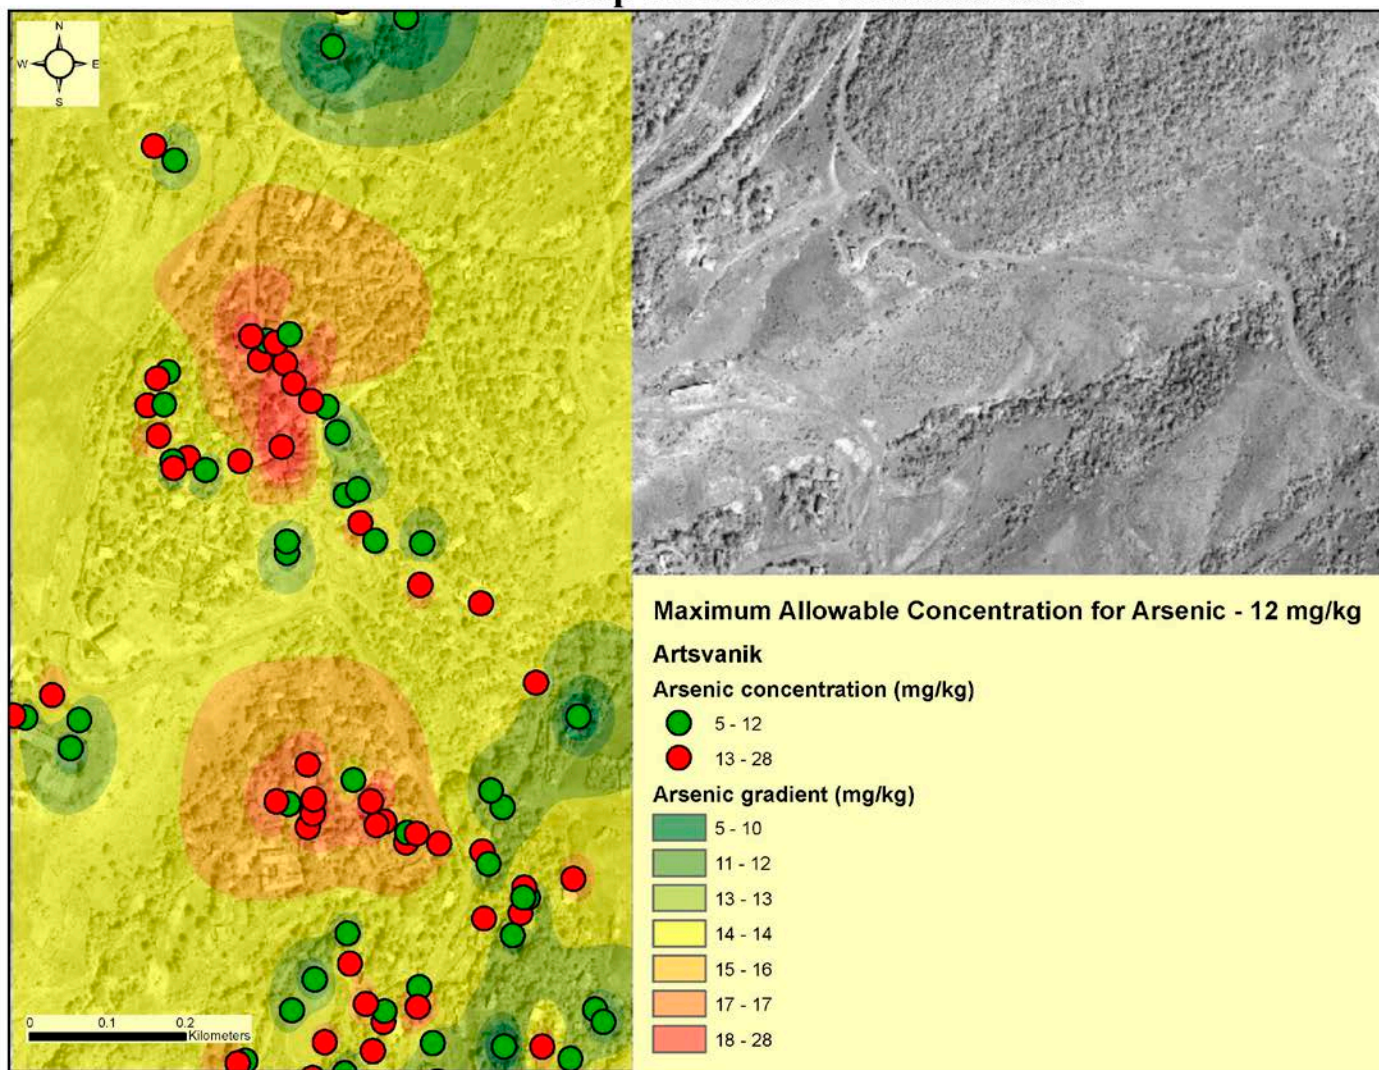 N
W E
S
Maximum Allowable Concentration for Arsenic - 12 mg/kg
Artsvanik
Arsenic concentration (mg/kg)
5 - 12
13 - 28
Arsenic gradient (mg/kg)
5 - 10
11 - 12
13 - 13
14 - 14
15 - 16
17 - 17
18 - 28
0 0.1 0.2
Kilometers